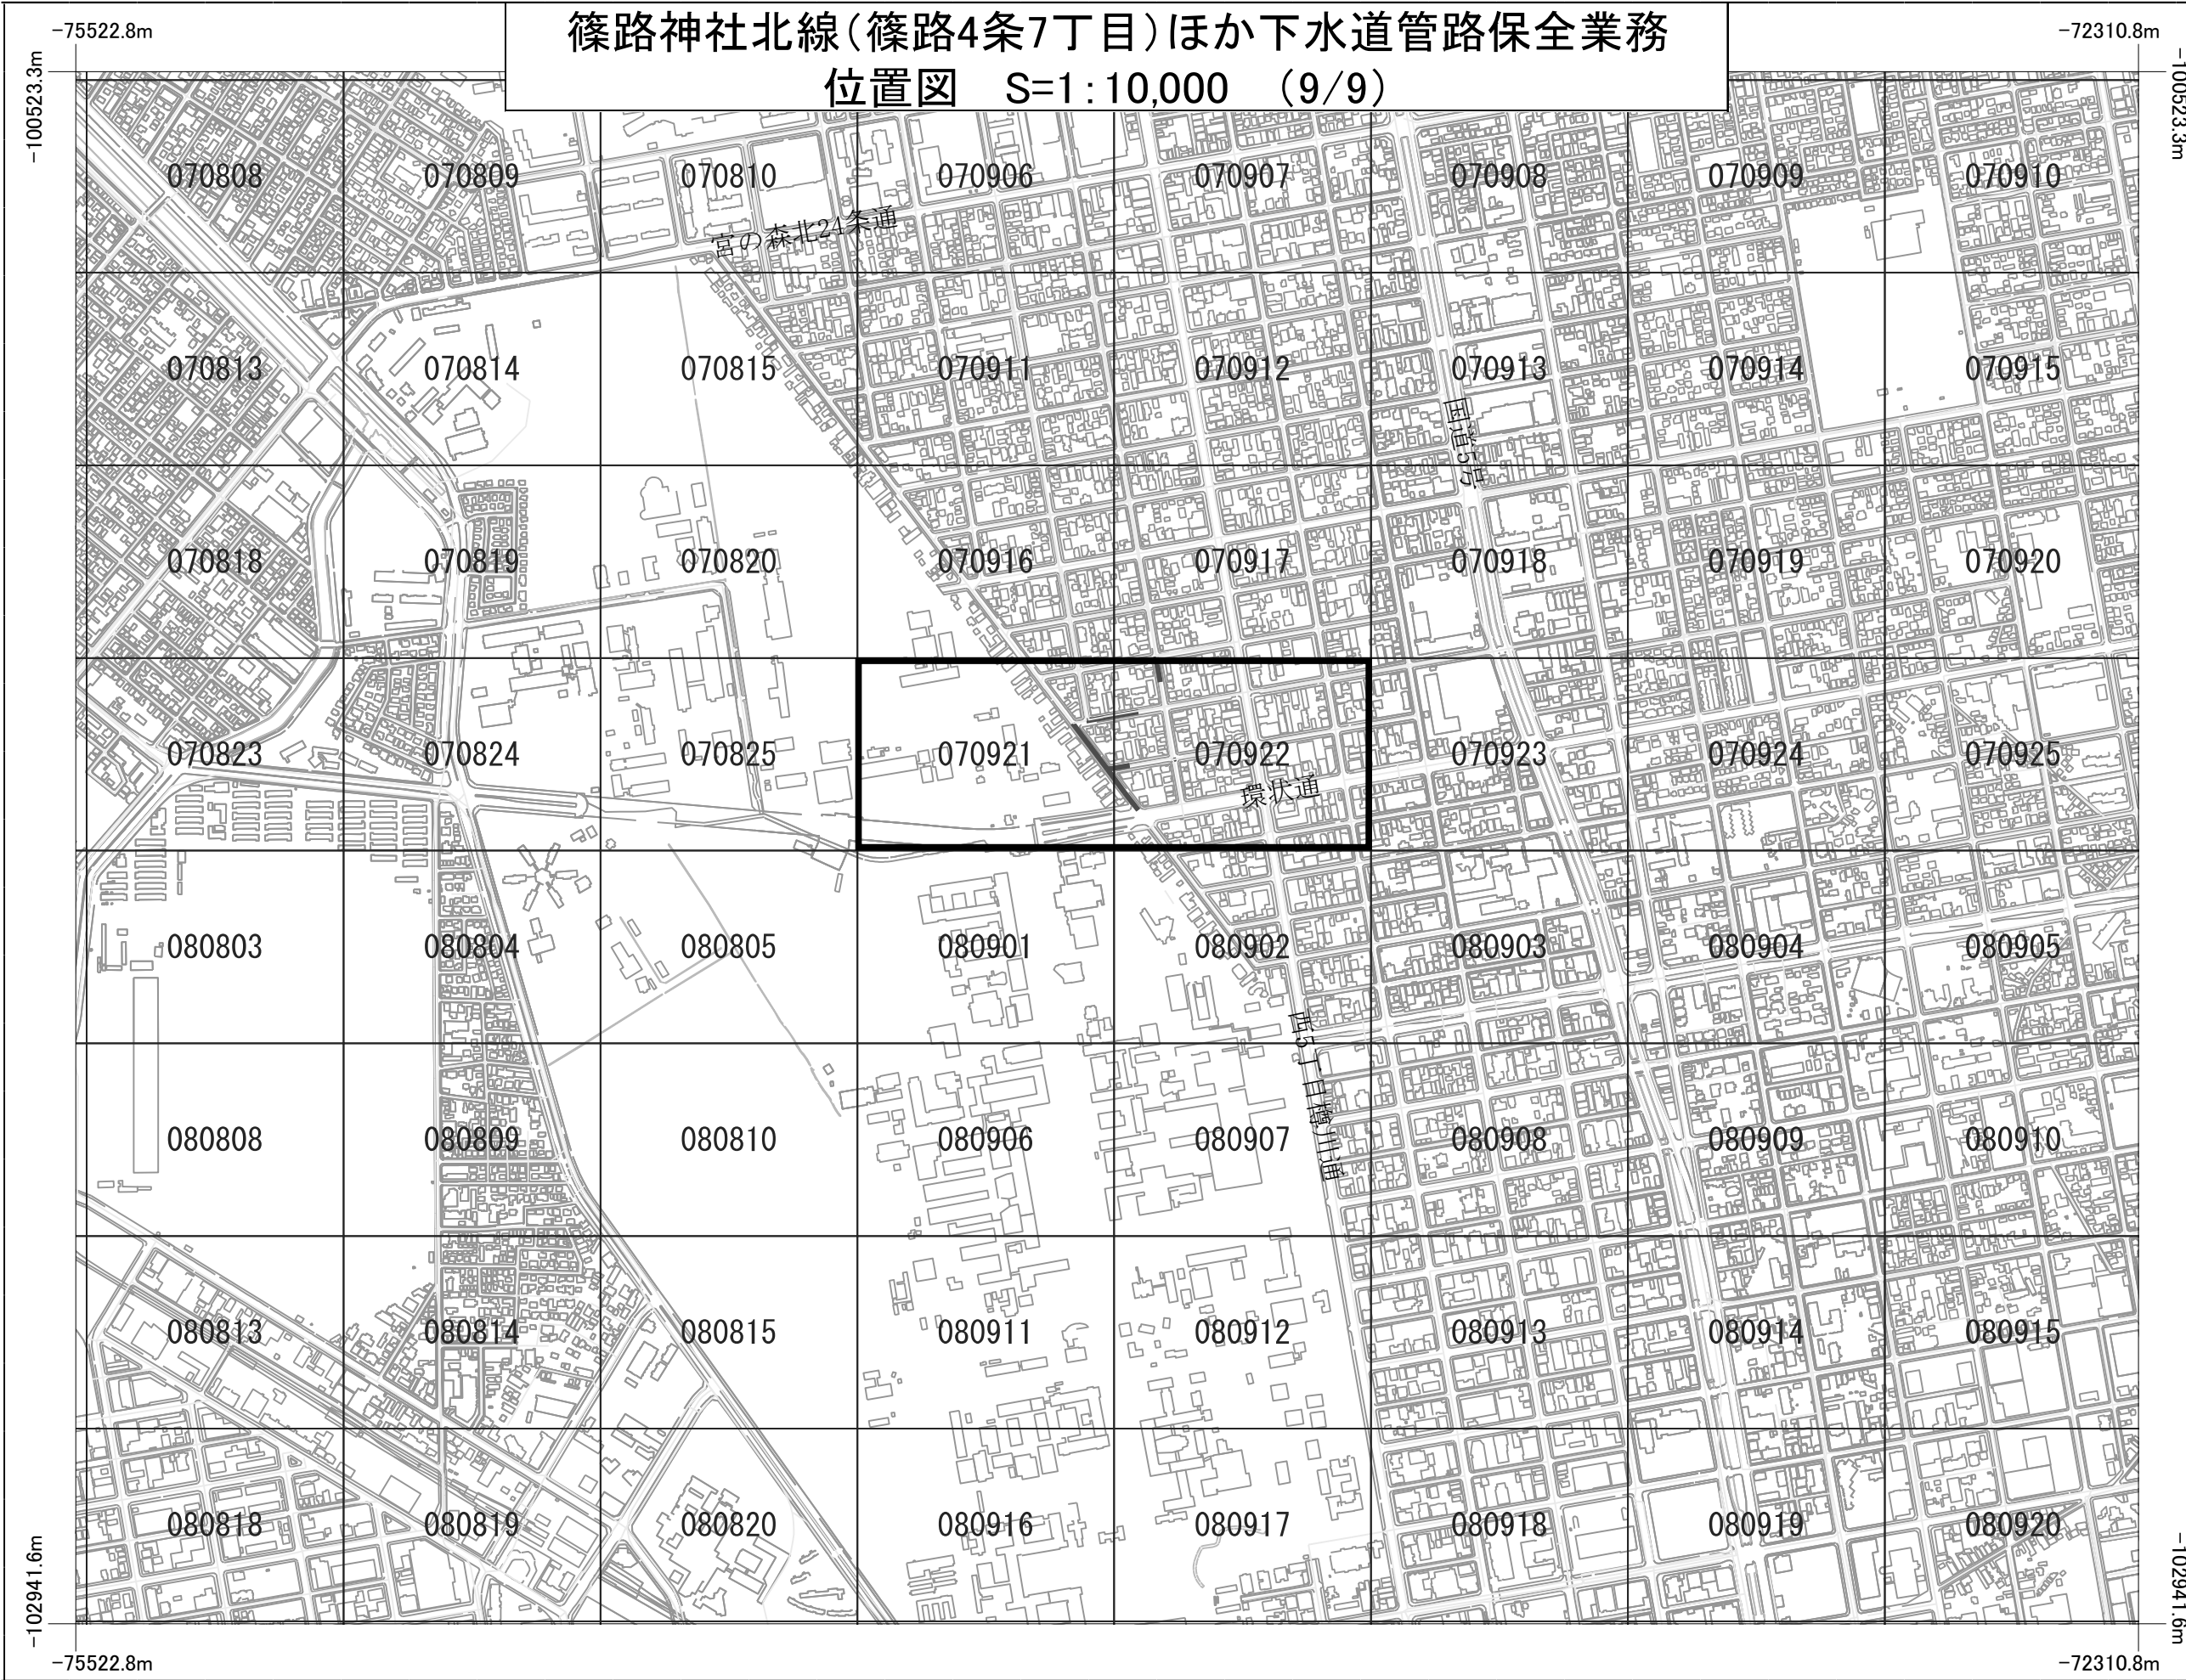 篠路神社北線（篠路4条7丁目）ほか下水道管路保全業務
位置図　S=1：10,000　（9/9）
-75522.8m
-72310.8m
-100523.3m
-100523.3m
070808 070809 070810 070906 070907 070908 070909 070910
宮の森北24条通
070813 070814 070815 070911 070912 070913 070914 070915
国道5号
070818 070819 070820 070916 070917 070918 070919 070920
070823 070824 070825 070921 070922 070923 070924 070925
環状通
080803 080804 080805 080901 080902 080903 080904 080905
西5丁目樽川通
080808 080809 080810 080906 080907 080908 080909 080910
080813 080814 080815 080911 080912 080913 080914 080915
080818 080819 080820 080916 080917 080918 080919 080920
-102941.6m
-102941.6m
-75522.8m
-72310.8m